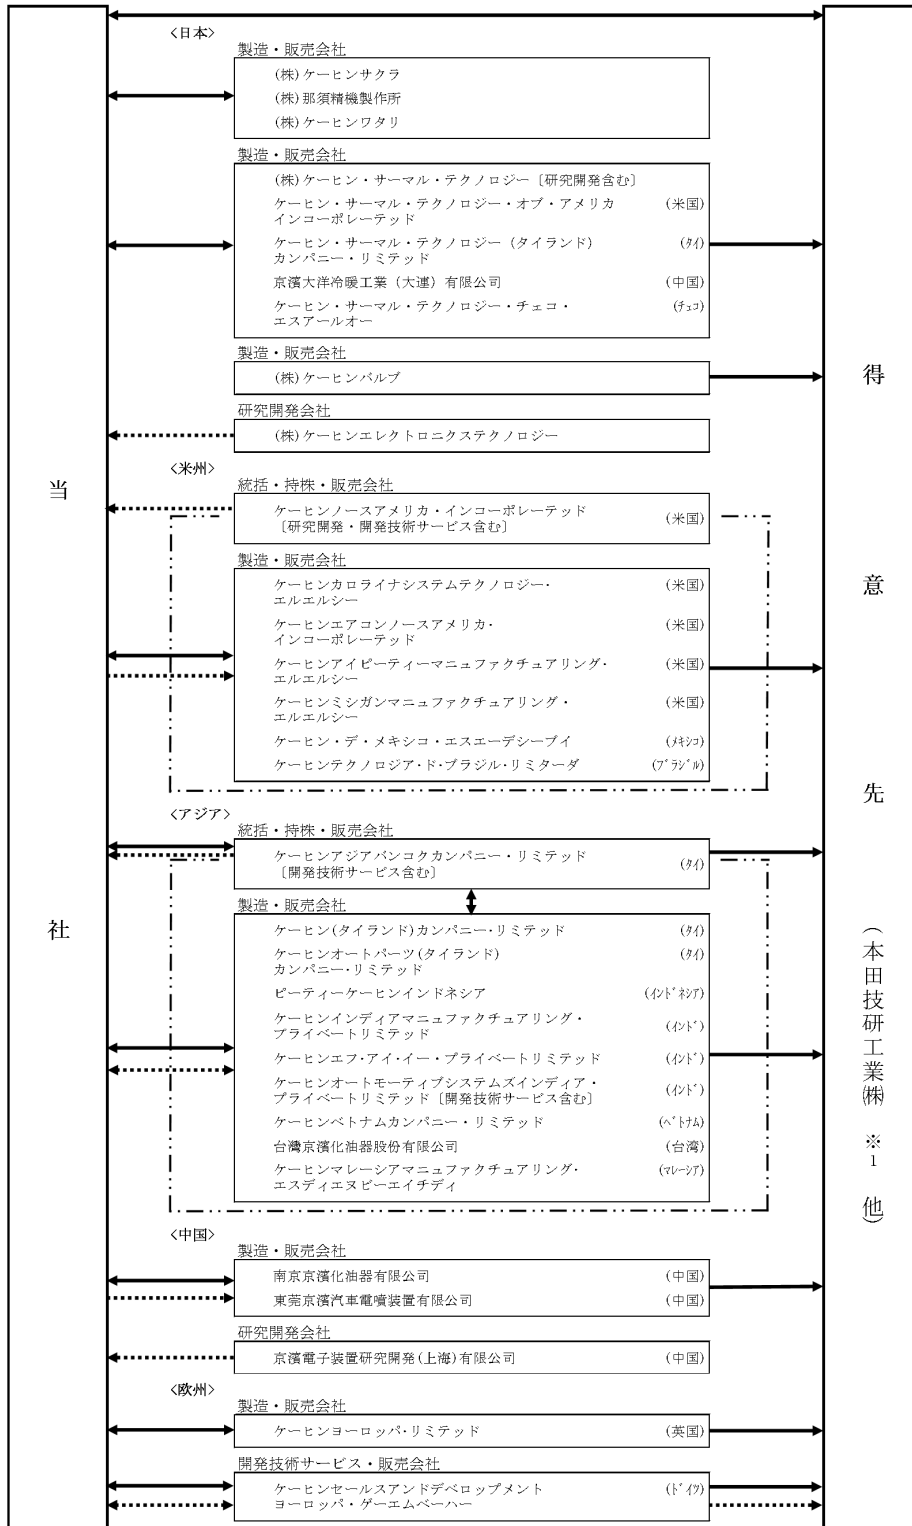 〈日本〉
製造・販売会社
(株)ケーヒンサクラ
(株)那須精機製作所
(株)ケーヒンワタリ
製造・販売会社
(株)ケーヒン・サーマル・テクノロジー〔研究開発含む〕
ケーヒン・サーマル・テクノロジー・オブ・アメリカ (米国)
インコーポレーテッド
ケーヒン・サーマル・テクノロジー（タイランド） (タイ)
カンパニー・リミテッド
京濱大洋冷暖工業（大連）有限公司 (中国)
ケーヒン・サーマル・テクノロジー・チェコ・ (チェコ)
エスアールオー
製造・販売会社
(株)ケーヒンバルブ
研究開発会社
(株)ケーヒンエレクトロニクステクノロジー
〈米州〉
統括・持株・販売会社
ケーヒンノースアメリカ・インコーポレーテッド (米国)
〔研究開発・開発技術サービス含む〕
製造・販売会社
ケーヒンカロライナシステムテクノロジー・ (米国)
エルエルシー
ケーヒンエアコンノースアメリカ・ (米国)
インコーポレーテッド
ケーヒンアイピーティーマニュファクチュアリング・ (米国)
エルエルシー
ケーヒンミシガンマニュファクチュアリング・ (米国)
エルエルシー
ケーヒン・デ・メキシコ・エスエーデシーブイ (メキシコ)
ケーヒンテクノロジア・ド・ブラジル・リミターダ (ブラジル)
〈アジア〉
統括・持株・販売会社
ケーヒンアジアバンコクカンパニー・リミテッド (タイ)
〔開発技術サービス含む〕
製造・販売会社
ケーヒン(タイランド)カンパニー・リミテッド (タイ)
ケーヒンオートパーツ(タイランド) (タイ)
カンパニー・リミテッド
ピーティーケーヒンインドネシア (インドネシア)
ケーヒンインディアマニュファクチュアリング・ (インド)
プライベートリミテッド
ケーヒンエフ・アイ・イー・プライベートリミテッド (インド)
ケーヒンオートモーティブシステムズインディア・ (インド)
プライベートリミテッド〔開発技術サービス含む〕
ケーヒンベトナムカンパニー・リミテッド (ベトナム)
台灣京濱化油器股份有限公司 (台湾)
ケーヒンマレーシアマニュファクチュアリング・ (マレーシア)
エスディエヌビーエイチディ
〈中国〉
製造・販売会社
南京京濱化油器有限公司 (中国)
東莞京濱汽車電噴装置有限公司 (中国)
研究開発会社
京濱電子装置研究開発(上海)有限公司 (中国)
〈欧州〉
製造・販売会社
ケーヒンヨーロッパ・リミテッド (英国)
開発技術サービス・販売会社
ケーヒンセールスアンドデベロップメント (ドイツ)
ヨーロッパ・ゲーエムベーハー
当社
得意先（本田技研工業㈱ ※1 他）